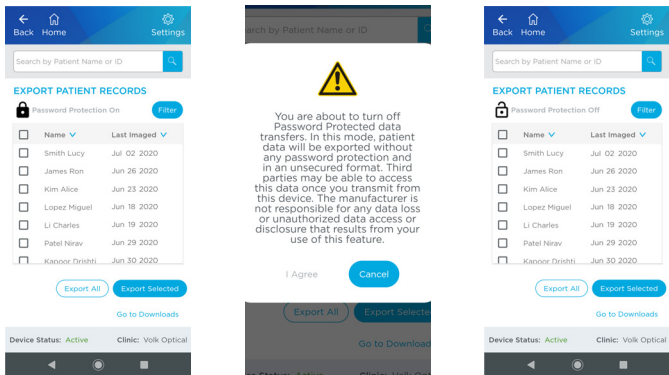 Back Home Settings
Search by Patient Name or ID
EXPORT PATIENT RECORDS
Password Protection On Filter
Name Last Imaged
Smith Lucy Jul 02 2020
James Ron Jun 26 2020
Kim Alice Jun 23 2020
Lopez Miguel Jun 18 2020
Li Charles Jun 19 2020
Patel Nirav Jun 29 2020
Kapoor Drishti Jun 30 2020
Export All Export Selected
Go to Downloads
Device Status: Active Clinic: Volk Optical
arch by Patient Name or ID
You are about to turn off
Password Protected data
transfers. In this mode, patient
data will be exported without
any password protection and
in an unsecured format. Third
parties may be able to access
this data once you transmit from
this device. The manufacturer is
not responsible for any data loss
or unauthorized data access or
disclosure that results from your
use of this feature.
I Agree Cancel
Export All Export Selecte
Go to Download
Back Home Settings
Search by Patient Name or ID
EXPORT PATIENT RECORDS
Password Protection Off Filter
Name Last Imaged
Smith Lucy Jul 02 2020
James Ron Jun 26 2020
Kim Alice Jun 23 2020
Lopez Miguel Jun 18 2020
Li Charles Jun 19 2020
Patel Nirav Jun 29 2020
Kapoor Drishti Jun 30 2020
Export All Export Selected
Go to Downloads
Device Status: Active Clinic: Volk Optical